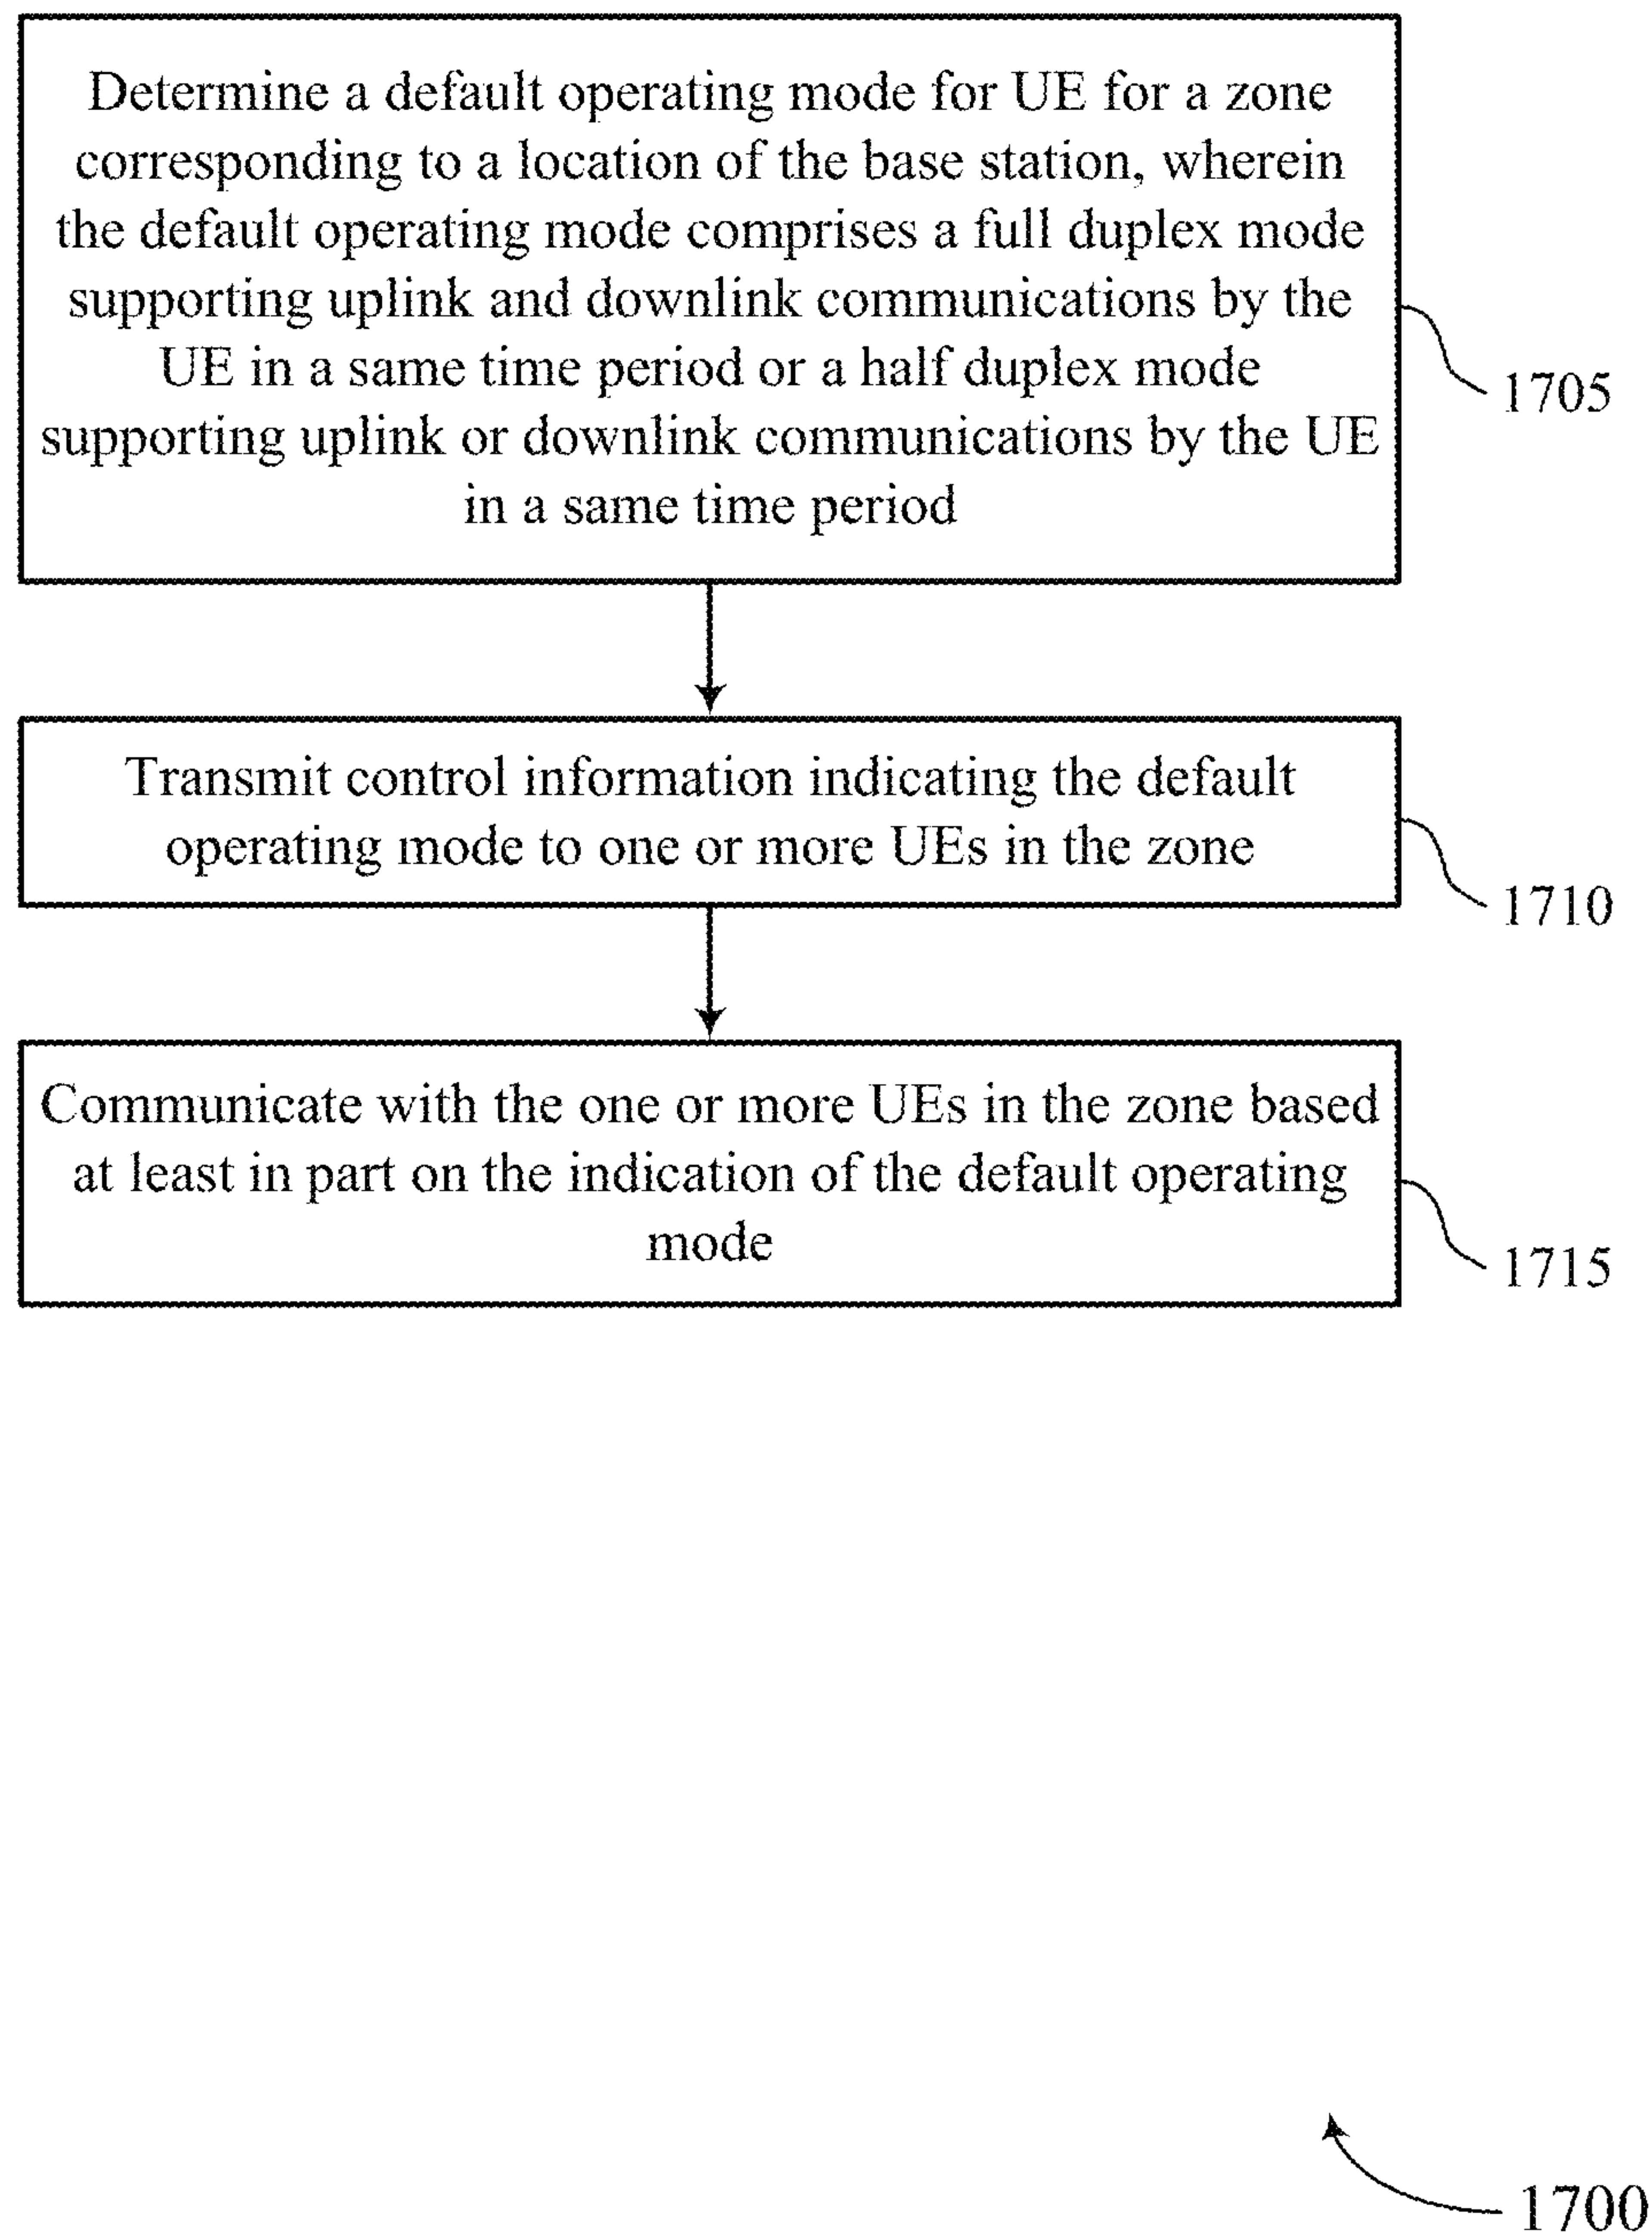 Determine a default operating mode for UE for a zone
corresponding to a location of the base station, wherein
the default operating mode comprises a full duplex mode
supporting uplink and downlink communications by the
UE in a same time period or a half duplex mode
supporting uplink or downlink communications by the UE
in a same time period
1705
Transmit control information indicating the default
operating mode to one or more UEs in the zone
1710
Communicate with the one or more UEs in the zone based
at least in part on the indication of the default operating
mode
1715
1700